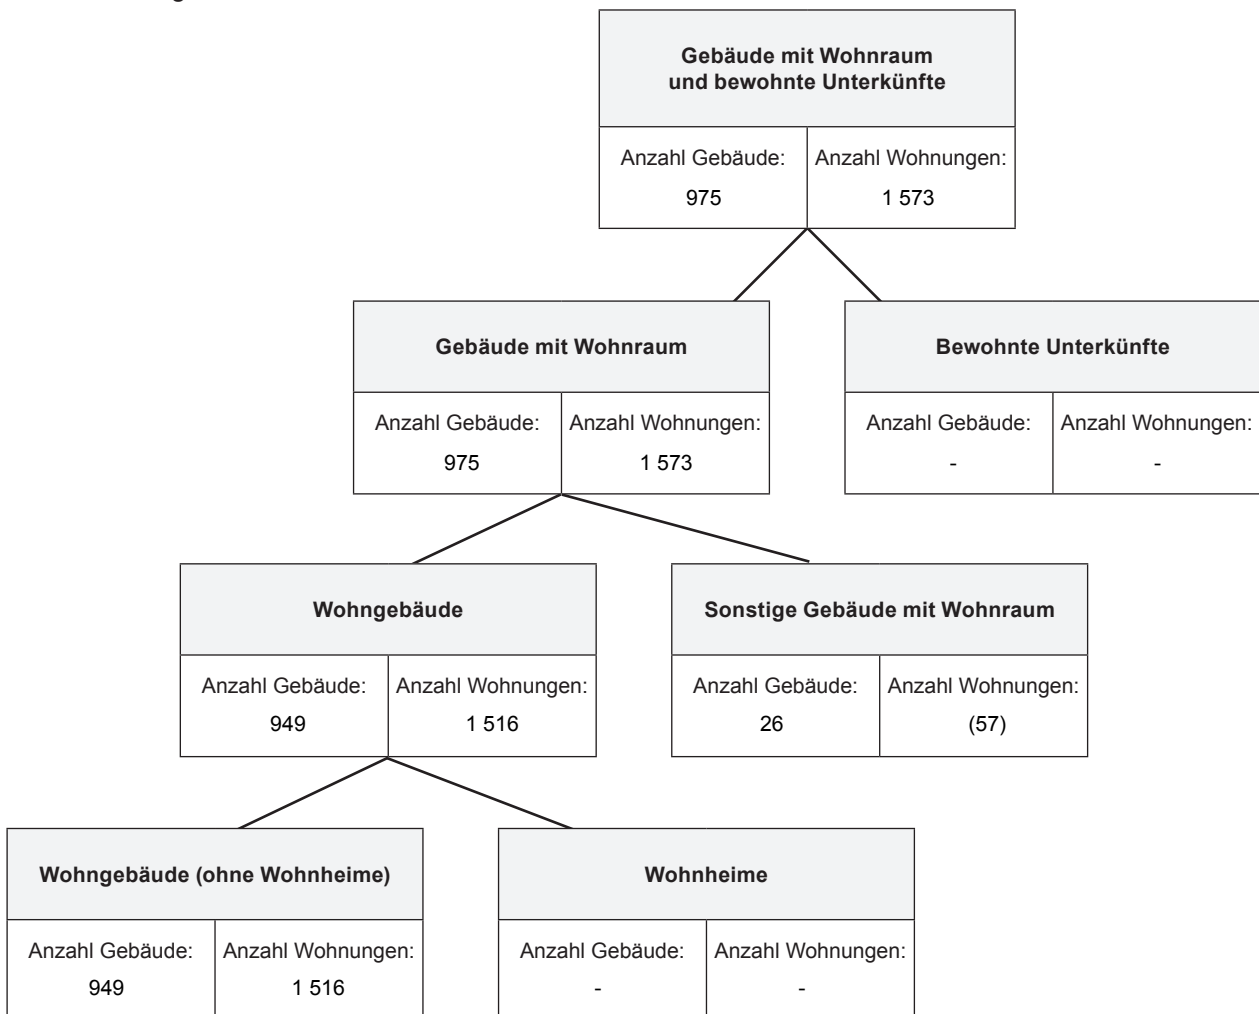 Gebäude mit Wohnraum
und bewohnte Unterkünfte
Anzahl Gebäude: Anzahl Wohnungen:
975 1 573
Gebäude mit Wohnraum
Anzahl Gebäude: Anzahl Wohnungen:
975 1 573
Bewohnte Unterkünfte
Anzahl Gebäude: Anzahl Wohnungen:
- -
Wohngebäude
Anzahl Gebäude: Anzahl Wohnungen:
949 1 516
Sonstige Gebäude mit Wohnraum
Anzahl Gebäude: Anzahl Wohnungen:
26 (57)
Wohngebäude (ohne Wohnheime)
Anzahl Gebäude: Anzahl Wohnungen:
949 1 516
Wohnheime
Anzahl Gebäude: Anzahl Wohnungen:
- -